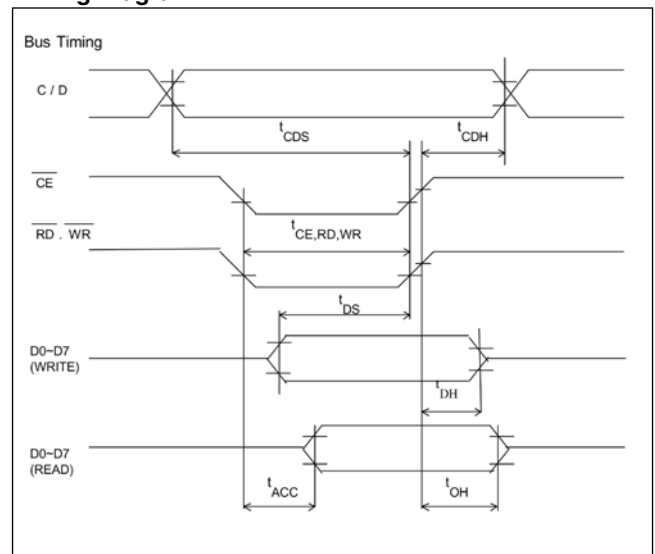 Bus Timing
C / D
tCDS
tCDH
CE
tCE,RD,WR
RD . WR
tDS
D0~D7
(WRITE)
tDH
D0~D7
(READ)
tACC
tOH